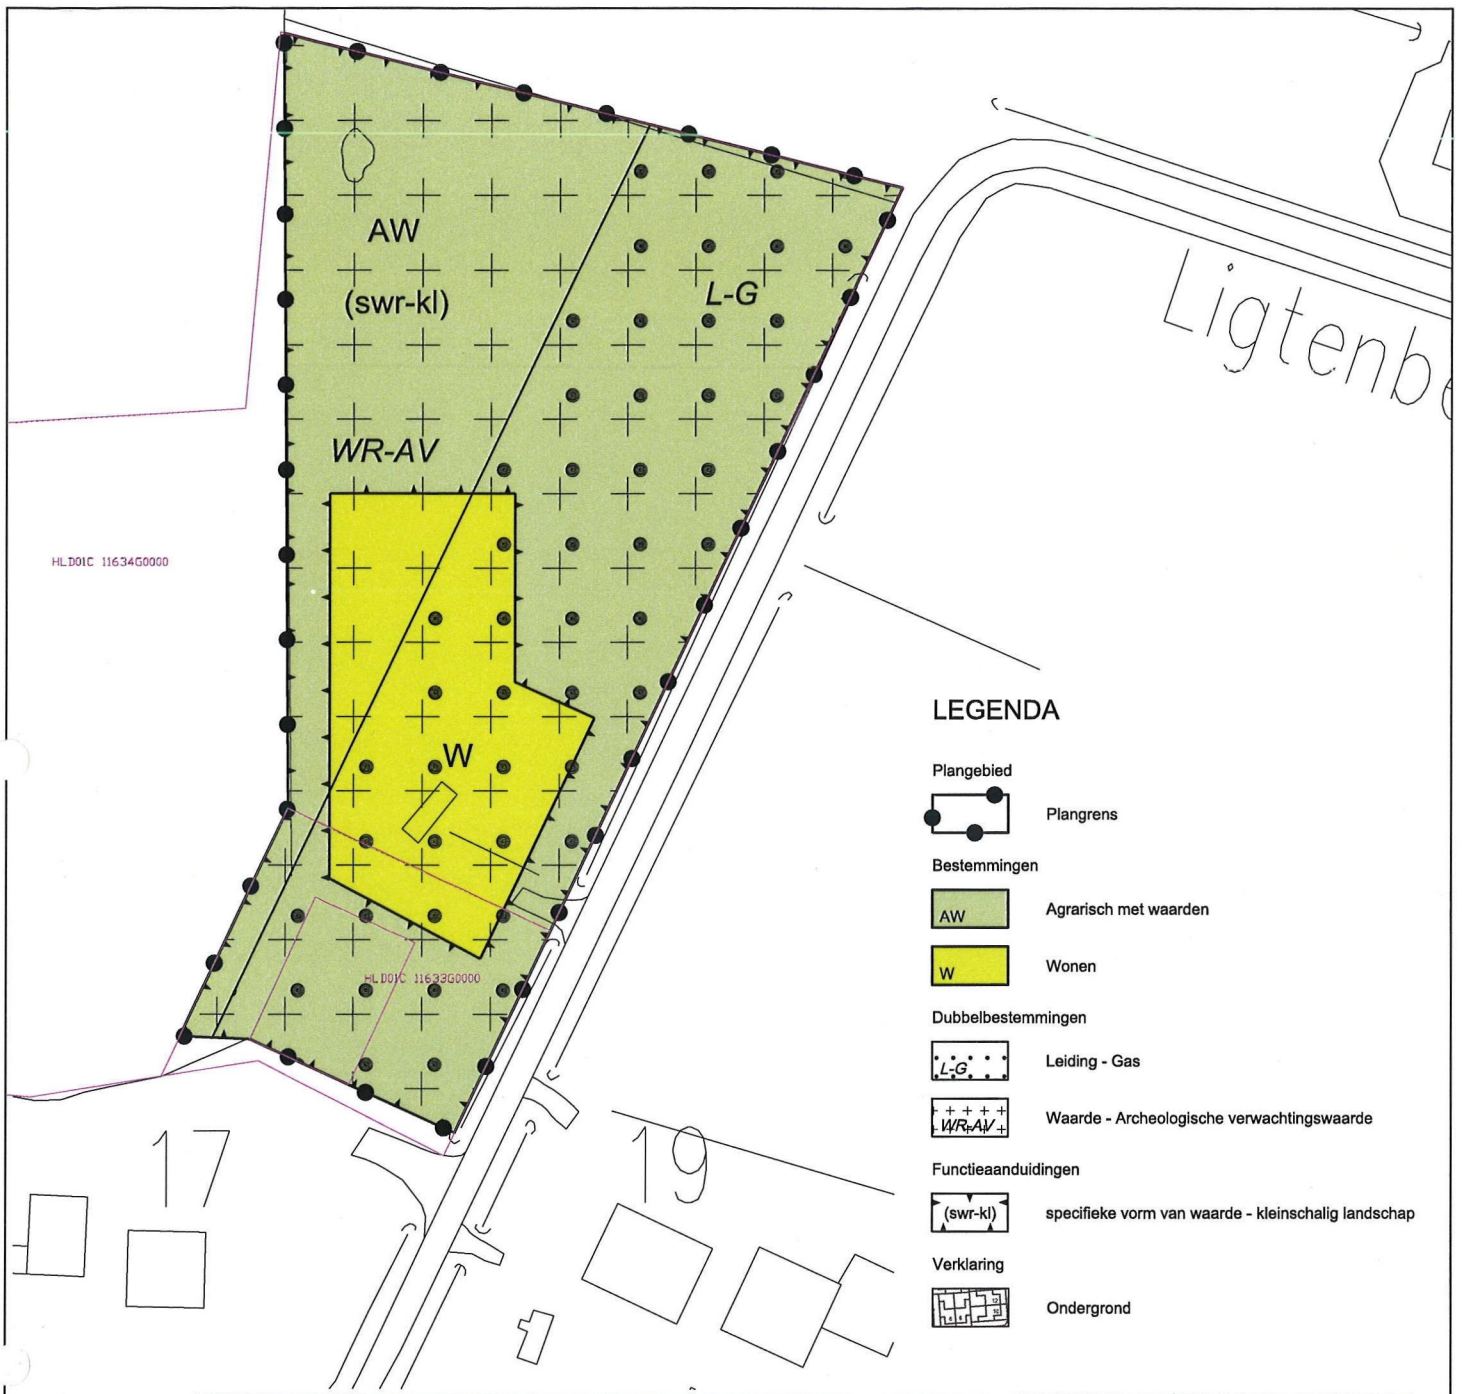 AW
(swr-kl)
L-G
Ligtenbe
WR-AV
HLD01C 11634G0000
W
HLD01C 11633G0000
17
19
LEGENDA
Plangebied
Plangrens
Bestemmingen
AW Agrarisch met waarden
W Wonen
Dubbelbestemmingen
L-G Leiding - Gas
WR-AV Waarde - Archeologische verwachtingswaarde
Functieaanduidingen
(swr-kl) specifieke vorm van waarde - kleinschalig landschap
Verklaring
Ondergrond